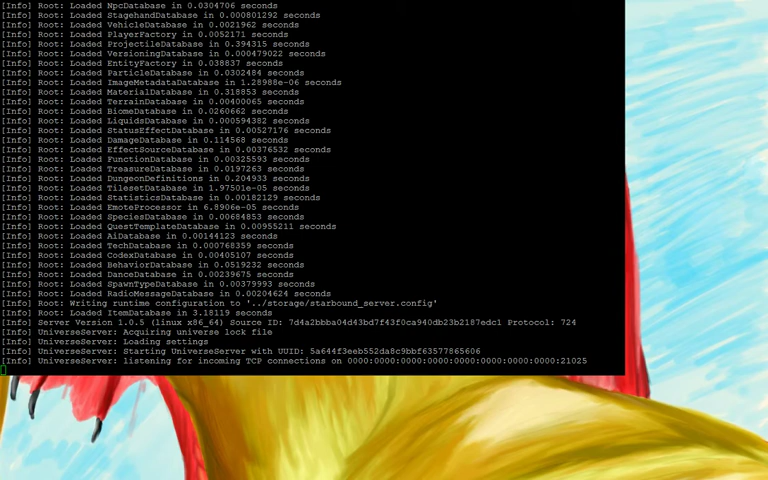 [Info] Root: Loaded NpcDatabase in 0.0304706 seconds
[Info] Root: Loaded StagehandDatabase in 0.000801292 seconds
[Info] Root: Loaded VehicleDatabase in 0.0021962 seconds
[Info] Root: Loaded PlayerFactory in 0.0052171 seconds
[Info] Root: Loaded ProjectileDatabase in 0.394315 seconds
[Info] Root: Loaded VersioningDatabase in 0.000479022 seconds
[Info] Root: Loaded EntityFactory in 0.038837 seconds
[Info] Root: Loaded ParticleDatabase in 0.0302484 seconds
[Info] Root: Loaded ImageMetadataDatabase in 1.28988e-06 seconds
[Info] Root: Loaded MaterialDatabase in 0.318853 seconds
[Info] Root: Loaded TerrainDatabase in 0.00400065 seconds
[Info] Root: Loaded BiomeDatabase in 0.0260662 seconds
[Info] Root: Loaded LiquidsDatabase in 0.000594382 seconds
[Info] Root: Loaded StatusEffectDatabase in 0.00527176 seconds
[Info] Root: Loaded DamageDatabase in 0.114568 seconds
[Info] Root: Loaded EffectSourceDatabase in 0.00376532 seconds
[Info] Root: Loaded FunctionDatabase in 0.00325593 seconds
[Info] Root: Loaded TreasureDatabase in 0.0197263 seconds
[Info] Root: Loaded DungeonDefinitions in 0.204933 seconds
[Info] Root: Loaded TilesetDatabase in 1.97501e-05 seconds
[Info] Root: Loaded StatisticsDatabase in 0.00182129 seconds
[Info] Root: Loaded EmoteProcessor in 6.8906e-05 seconds
[Info] Root: Loaded SpeciesDatabase in 0.00684853 seconds
[Info] Root: Loaded QuestTemplateDatabase in 0.00955211 seconds
[Info] Root: Loaded AiDatabase in 0.00144123 seconds
[Info] Root: Loaded TechDatabase in 0.000768359 seconds
[Info] Root: Loaded CodexDatabase in 0.00405107 seconds
[Info] Root: Loaded BehaviorDatabase in 0.0519232 seconds
[Info] Root: Loaded DanceDatabase in 0.00239675 seconds
[Info] Root: Loaded SpawnTypeDatabase in 0.00379993 seconds
[Info] Root: Loaded RadioMessageDatabase in 0.00204624 seconds
[Info] Root: Writing runtime configuration to '../storage/starbound_server.config'
[Info] Root: Loaded ItemDatabase in 3.18119 seconds
[Info] Server Version 1.0.5 (linux x86_64) Source ID: 7d4a2bbba04d43bd7f43f0ca940db23b2187edc1 Protocol: 724
[Info] UniverseServer: Acquiring universe lock file
[Info] UniverseServer: Loading settings
[Info] UniverseServer: Starting UniverseServer with UUID: 5a644f3eeb552da8c9bbf63577865606
[Info] UniverseServer: listening for incoming TCP connections on 0000:0000:0000:0000:0000:0000:0000:0000:21025